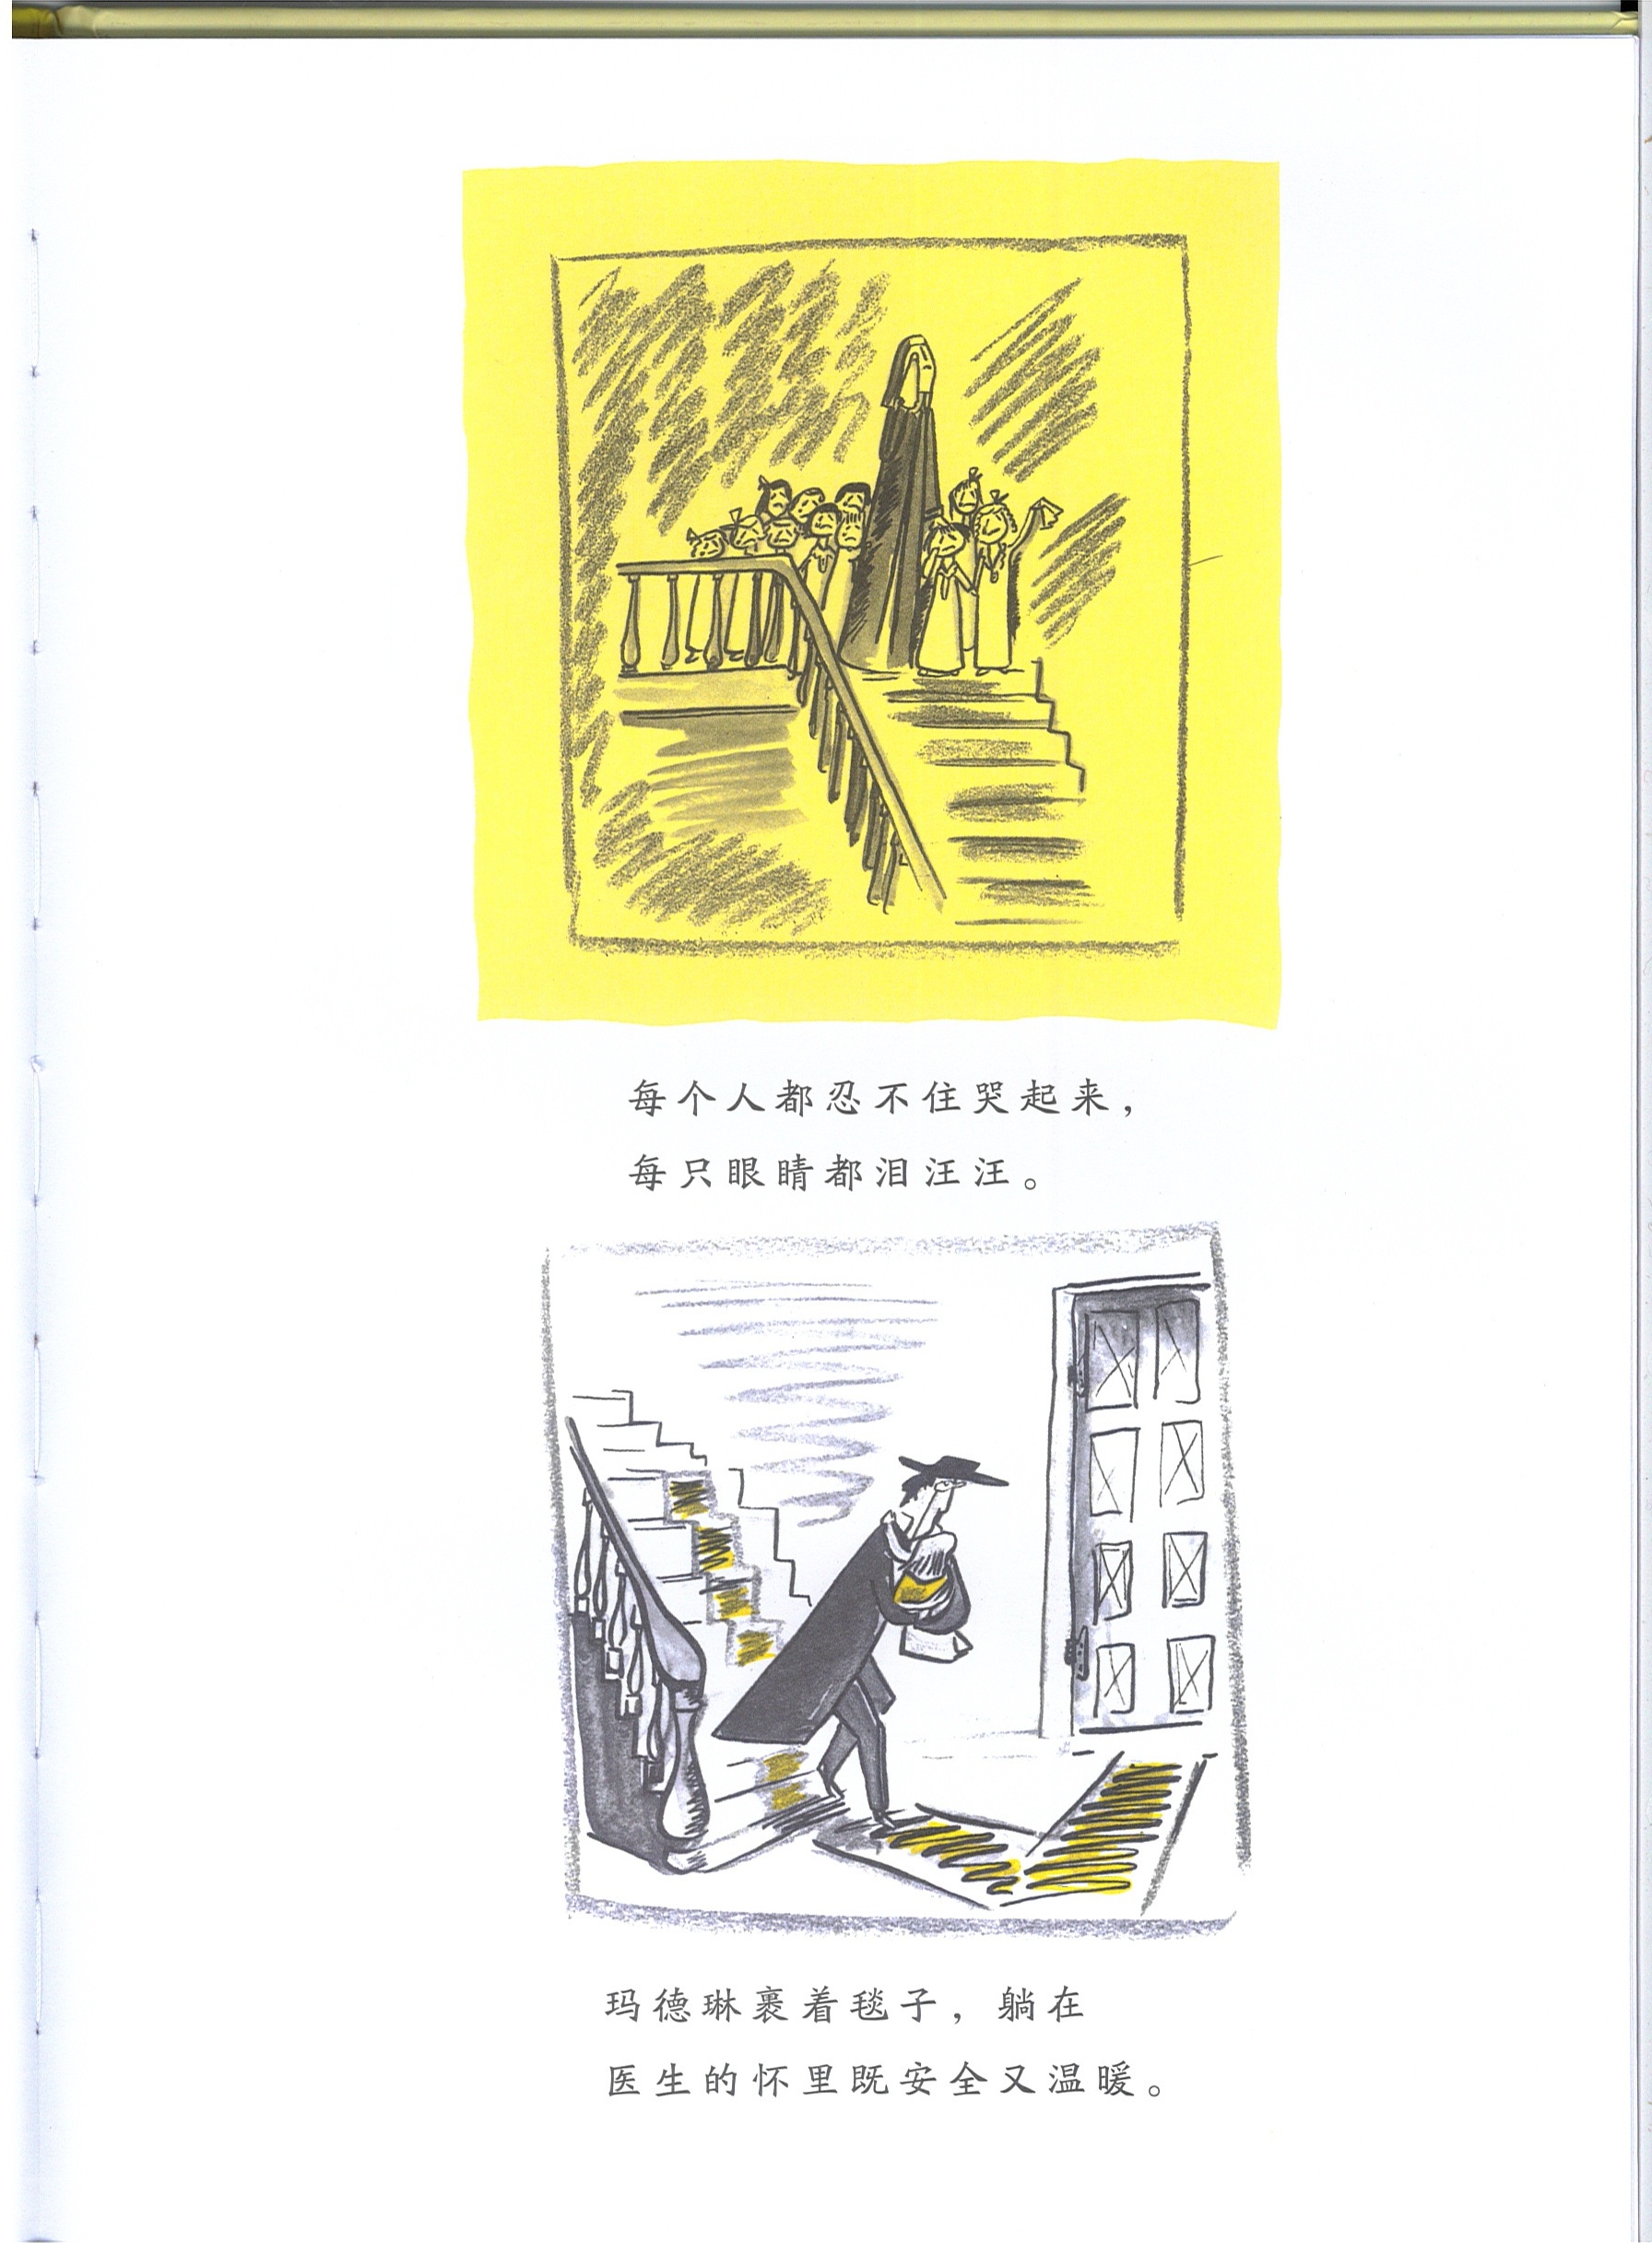 每个人都忍不住哭起来，
每只眼睛都泪汪汪。
玛德琳裹着毯子，躺在
医生的怀里既安全又温暖。